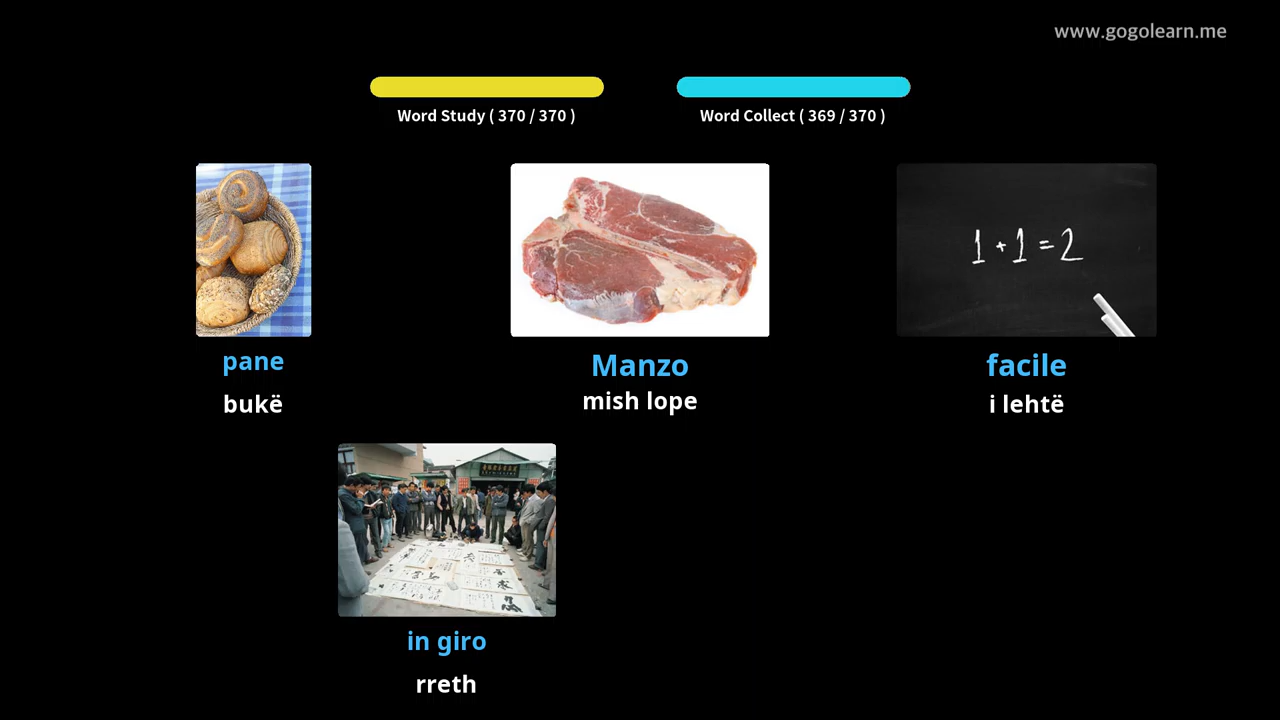 www.gogolearn.me
Word Study ( 370 / 370 )
Word Collect ( 369 / 370 )
1 + 1 = 2
pane
bukë
Manzo
mish lope
facile
i lehtë
in giro
rreth